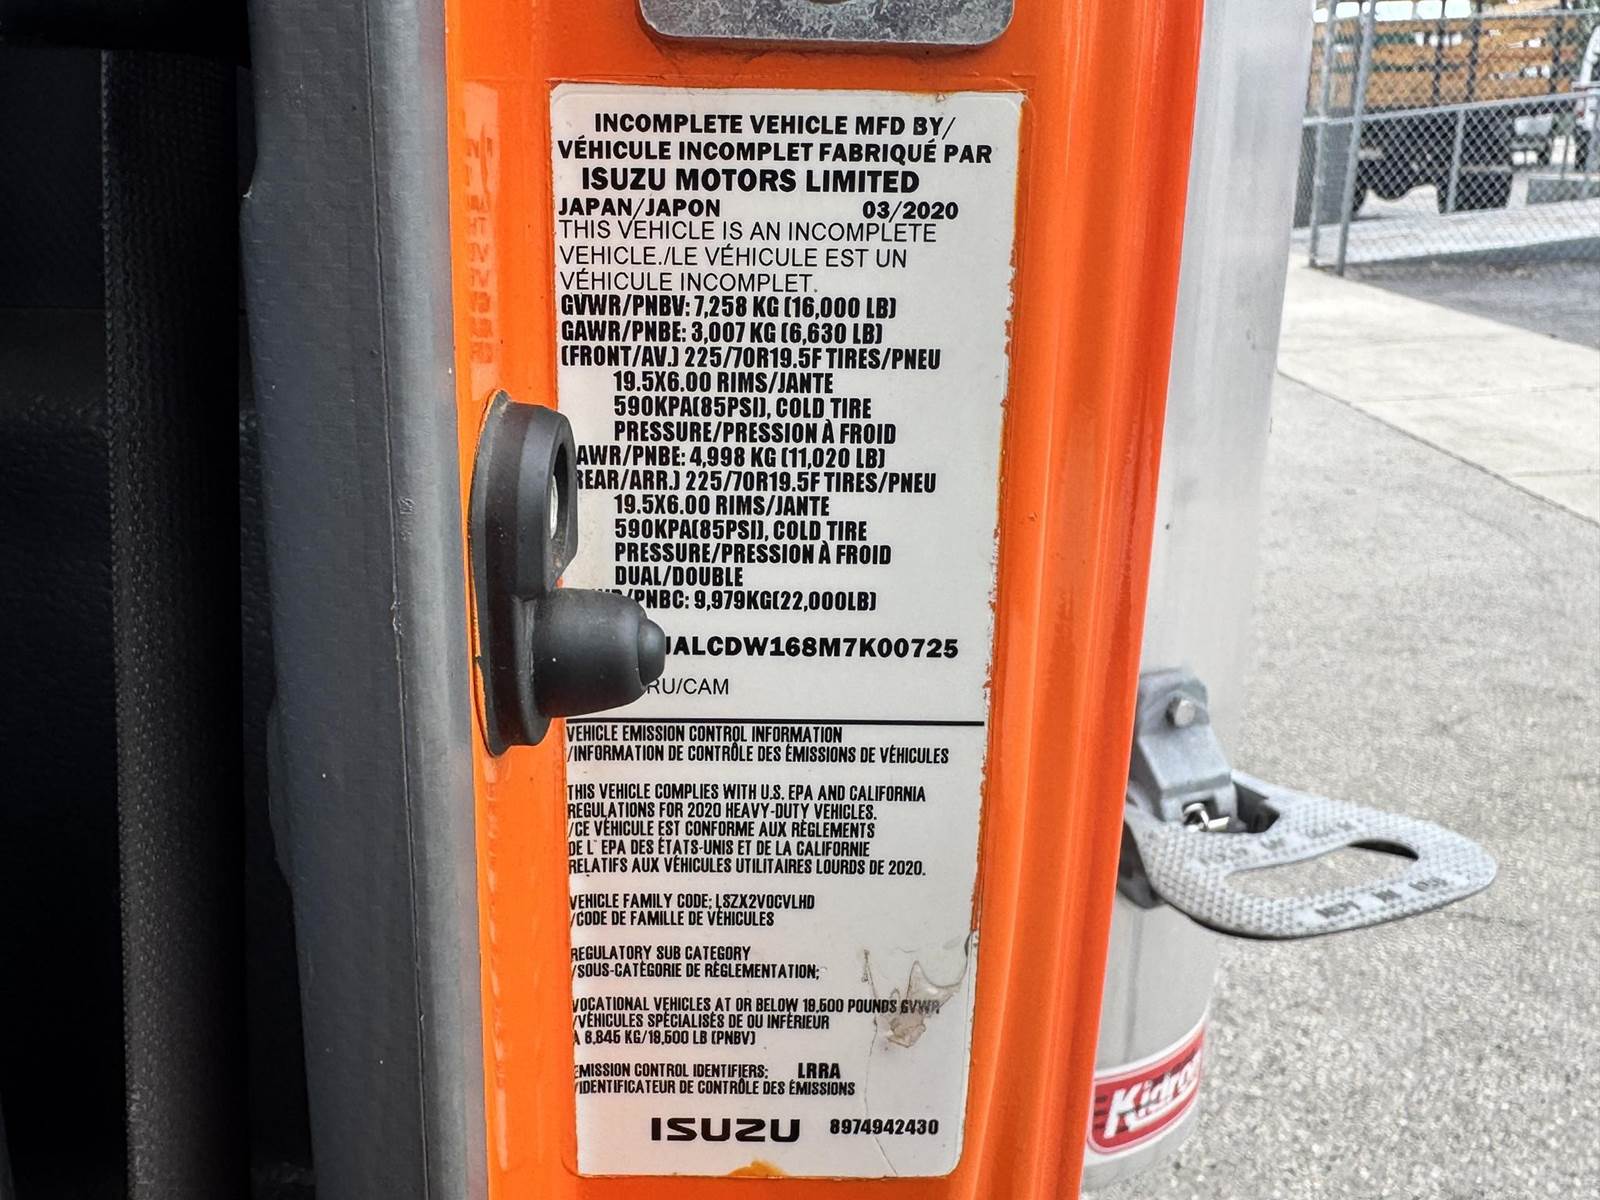 INCOMPLETE VEHICLE MFD BY/
VÉHICULE INCOMPLET FABRIQUÉ PAR
ISUZU MOTORS LIMITED
JAPAN/JAPON 03/2020
THIS VEHICLE IS AN INCOMPLETE
VEHICLE./LE VÉHICULE EST UN
VÉHICULE INCOMPLET.
GVWR/PNBV: 7,258 KG (16,000 LB)
GAWR/PNBE: 3,007 KG (6,630 LB)
(FRONT/AV.) 225/70R19.5F TIRES/PNEU
19.5X6.00 RIMS/JANTE
590KPA(85PSI), COLD TIRE
PRESSURE/PRESSION À FROID
AWR/PNBE: 4,998 KG (11,020 LB)
REAR/ARR.) 225/70R19.5F TIRES/PNEU
19.5X6.00 RIMS/JANTE
590KPA(85PSI), COLD TIRE
PRESSURE/PRESSION À FROID
DUAL/DOUBLE
/PNBC: 9,979KG(22,000LB)
JALCDW168M7K00725
RU/CAM
VEHICLE EMISSION CONTROL INFORMATION
/INFORMATION DE CONTRÔLE DES ÉMISSIONS DE VÉHICULES
THIS VEHICLE COMPLIES WITH U.S. EPA AND CALIFORNIA
REGULATIONS FOR 2020 HEAVY-DUTY VEHICLES.
/CE VÉHICULE EST CONFORME AUX RÈGLEMENTS
DE L' EPA DES ÉTATS-UNIS ET DE LA CALIFORNIE
RELATIFS AUX VÉHICULES UTILITAIRES LOURDS DE 2020.
VEHICLE FAMILY CODE; LSZX2VOCVLHD
/CODE DE FAMILLE DE VÉHICULES
REGULATORY SUB CATEGORY
/SOUS-CATÉGORIE DE RÈGLEMENTATION;
VOCATIONAL VEHICLES AT OR BELOW 19,500 POUNDS GVWR
/VÉHICULES SPÉCIALISÉS DE OU INFÉRIEUR
À 8,845 KG/19,500 LB (PNBV)
EMISSION CONTROL IDENTIFIERS; LRRA
/IDENTIFICATEUR DE CONTRÔLE DES ÉMISSIONS
ISUZU 8974942430
Kidron